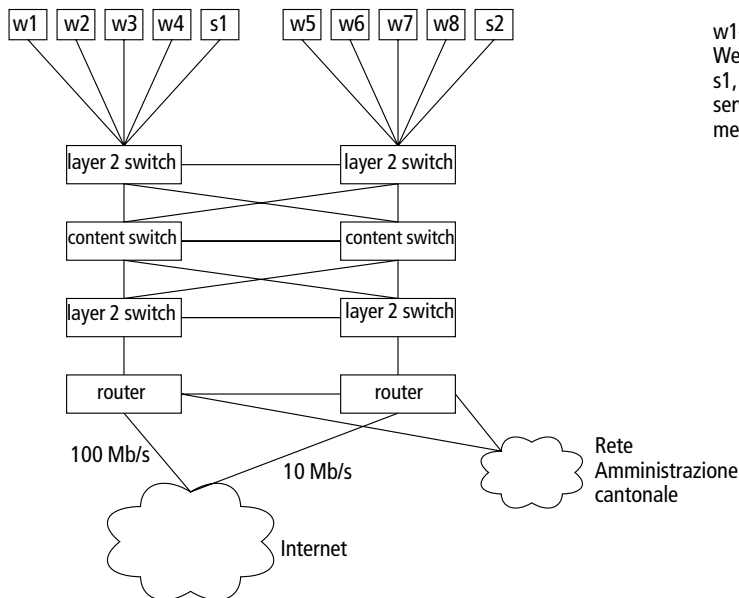 w1 w2 w3 w4 s1 w5 w6 w7 w8 s2
w1
We
s1,
ser
me
layer 2 switch layer 2 switch
content switch content switch
layer 2 switch layer 2 switch
router router
100 Mb/s
10 Mb/s
Rete
Amministrazione
cantonale
Internet